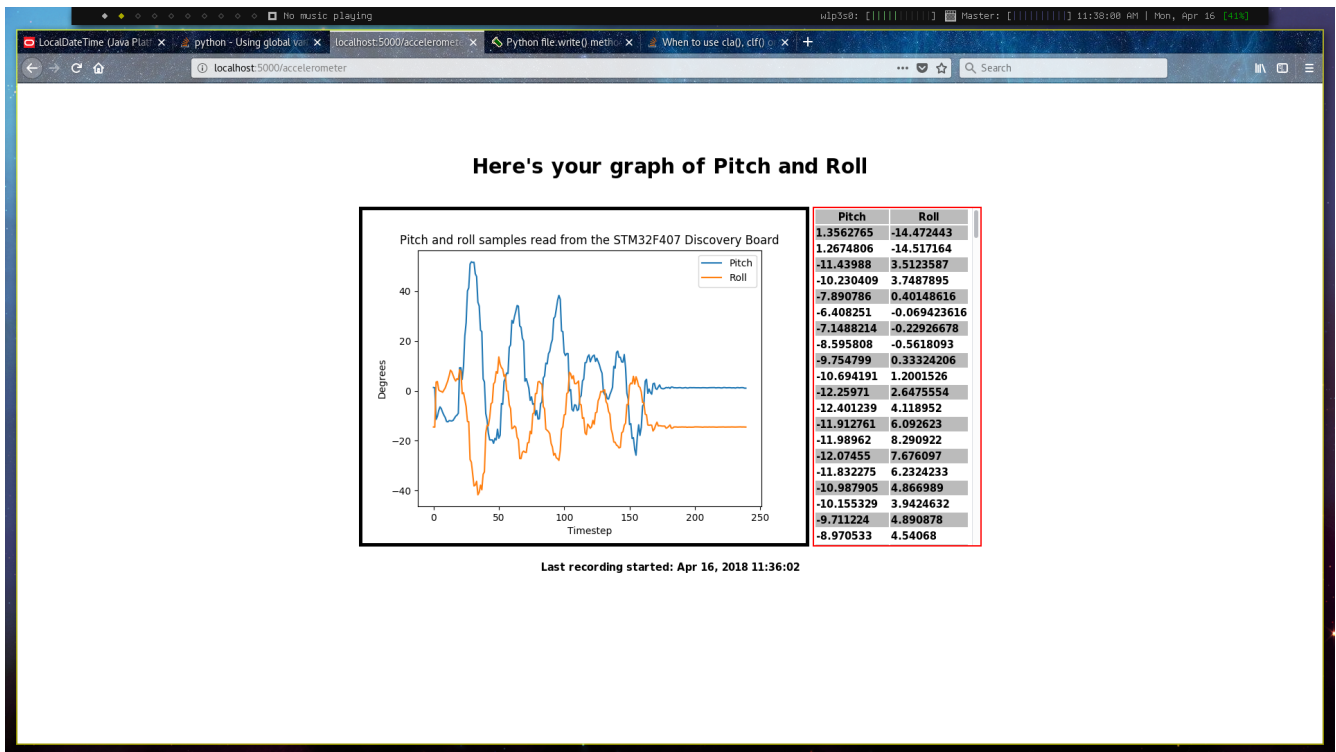 No music playing
wlp3s0: [||||||||||] Master: [||||||||||] 11:38:00 AM | Mon, Apr 16 [41%]
LocalDateTime (Java Platf
python - Using global var
localhost:5000/acceleromete
Python file.write() metho
When to use cla(), clf() o
localhost:5000/accelerometer
Search
Here's your graph of Pitch and Roll
Pitch and roll samples read from the STM32F407 Discovery Board
Pitch
Roll
Degrees
40
20
0
−20
−40
0 50 100 150 200 250
Timestep
Pitch Roll
1.3562765 -14.472443
1.2674806 -14.517164
-11.43988 3.5123587
-10.230409 3.7487895
-7.890786 0.40148616
-6.408251 -0.069423616
-7.1488214 -0.22926678
-8.595808 -0.5618093
-9.754799 0.33324206
-10.694191 1.2001526
-12.25971 2.6475554
-12.401239 4.118952
-11.912761 6.092623
-11.98962 8.290922
-12.07455 7.676097
-11.832275 6.2324233
-10.987905 4.866989
-10.155329 3.9424632
-9.711224 4.890878
-8.970533 4.54068
Last recording started: Apr 16, 2018 11:36:02